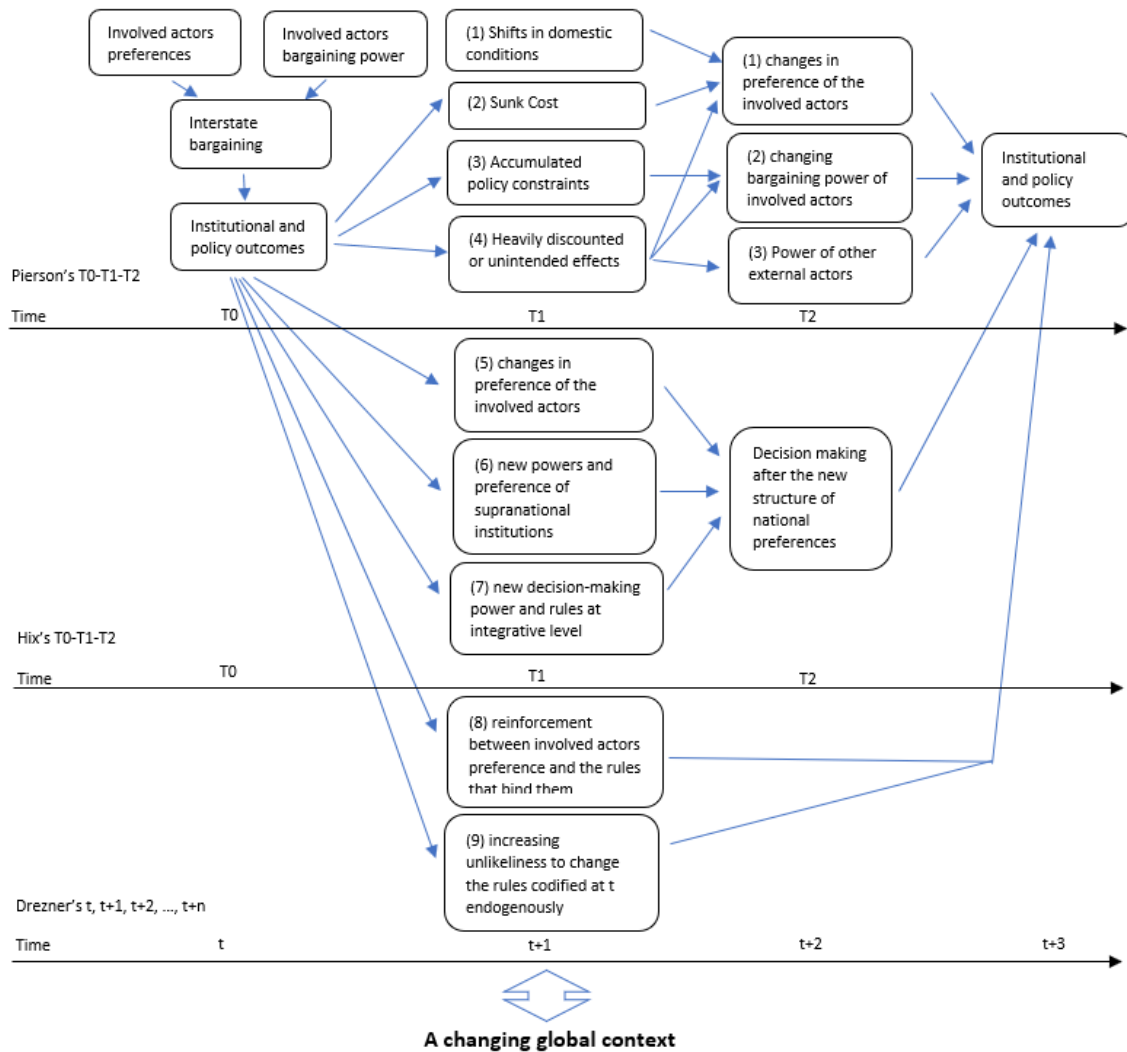 Involved actors
preferences
Involved actors
bargaining power
Interstate
bargaining
Institutional and
policy outcomes
(1) Shifts in domestic
conditions
(2) Sunk Cost
(3) Accumulated
policy constraints
(4) Heavily discounted
or unintended effects
(1) changes in
preference of the
involved actors
(2) changing
bargaining power of
involved actors
(3) Power of other
external actors
Institutional
and policy
outcomes
Pierson's T0-T1-T2
Time
T0
T1
T2
(5) changes in
preference of the
involved actors
(6) new powers and
preference of
supranational
institutions
(7) new decision-making
power and rules at
integrative level
Decision making
after the new
structure of
national
preferences
Hix's T0-T1-T2
Time
T0
T1
T2
(8) reinforcement
between involved actors
preference and the rules
that bind them
(9) increasing
unlikeliness to change
the rules codified at t
endogenously
Drezner's t, t+1, t+2, ..., t+n
Time
t
t+1
t+2
t+3
A changing global context